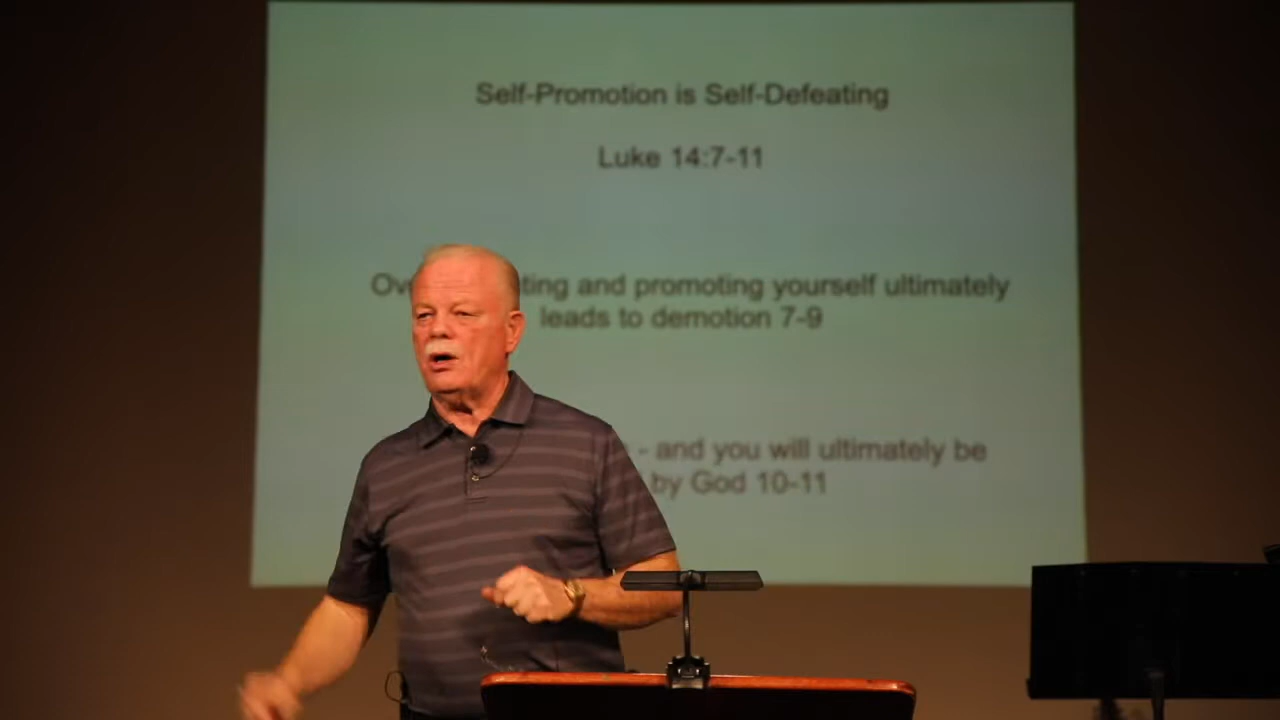 Self-Promotion is Self-Defeating
Luke 14:7-11
and promoting yourself ultimately
leads to demotion 7-9
- and you will ultimately be
by God 10-11